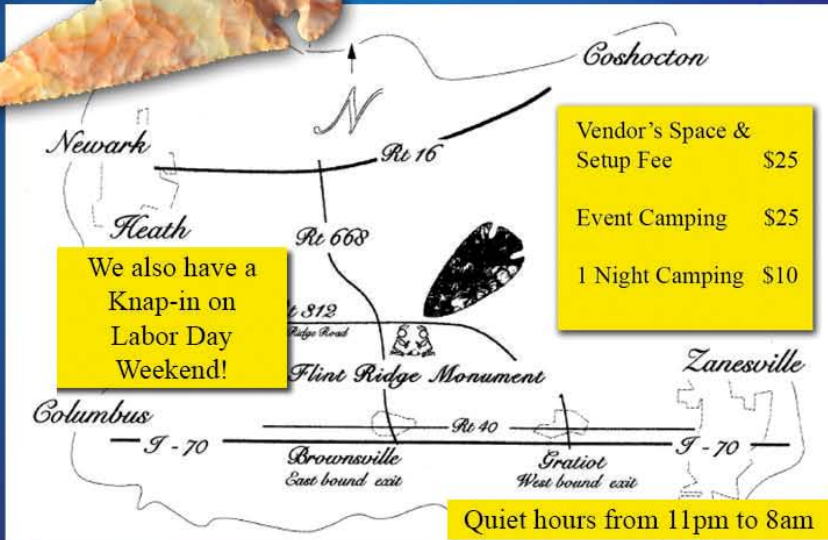 Coshocton
N
Newark
Rt 16
Vendor's Space &
Setup Fee $25
Event Camping $25
1 Night Camping $10
Heath
Rt 668
We also have a
Knap-in on
Labor Day
Weekend!
t 312
Ridge Road
Flint Ridge Monument
Zanesville
Columbus
Rt 40
I - 70
I - 70
Brownsville
East bound exit
Gratiot
West bound exit
Quiet hours from 11pm to 8am